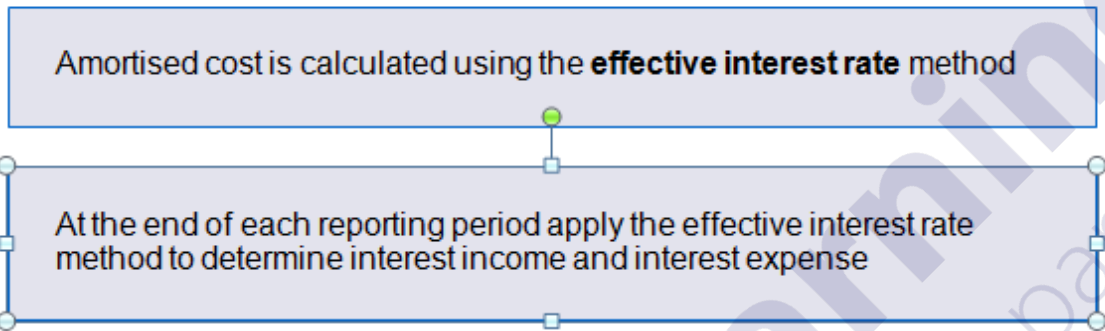 Amortised cost is calculated using the effective interest rate method
At the end of each reporting period apply the effective interest rate
method to determine interest income and interest expense